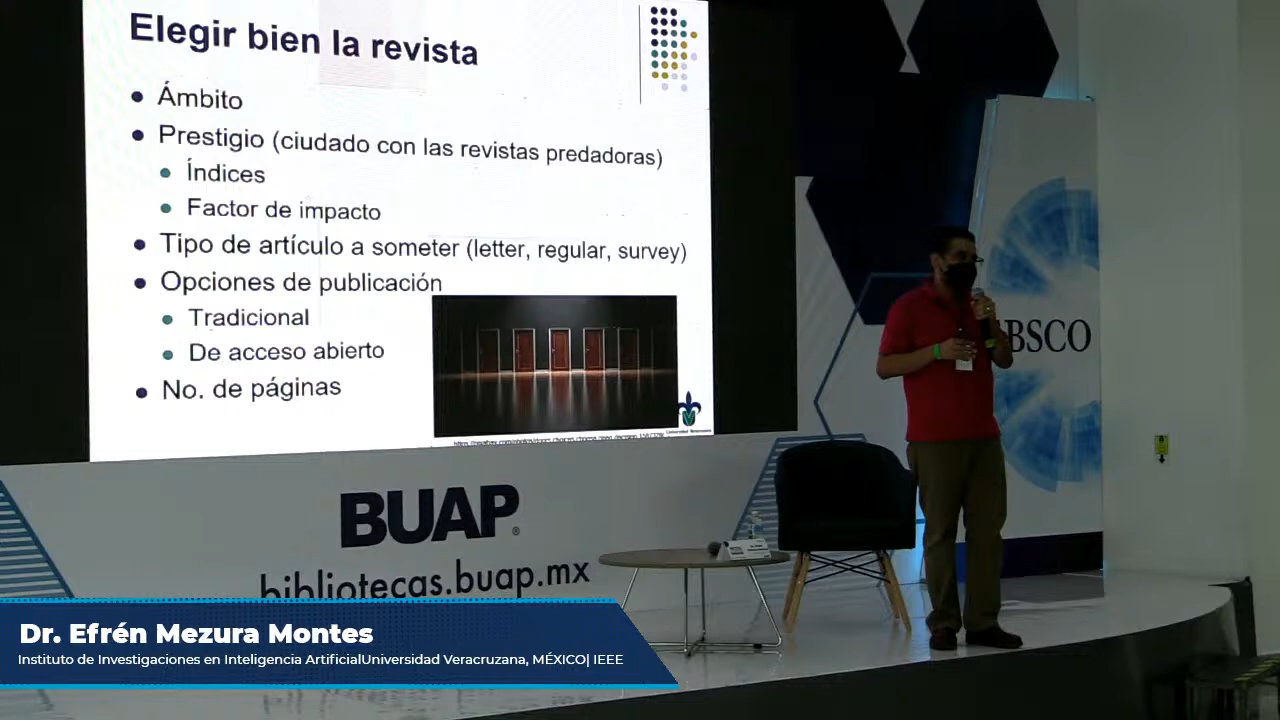 Elegir bien la revista
Ámbito
Prestigio (ciudado con las revistas predadoras)
Índices
Factor de impacto
Tipo de artículo a someter (letter, regular, survey)
Opciones de publicación
Tradicional
De acceso abierto
No. de páginas
Universidad Veracruzana
BSCO
BUAP
bibliotecas.buap.mx
Dr. Efrén Mezura Montes
Instituto de Investigaciones en Inteligencia ArtificialUniversidad Veracruzana, MÉXICO| IEEE